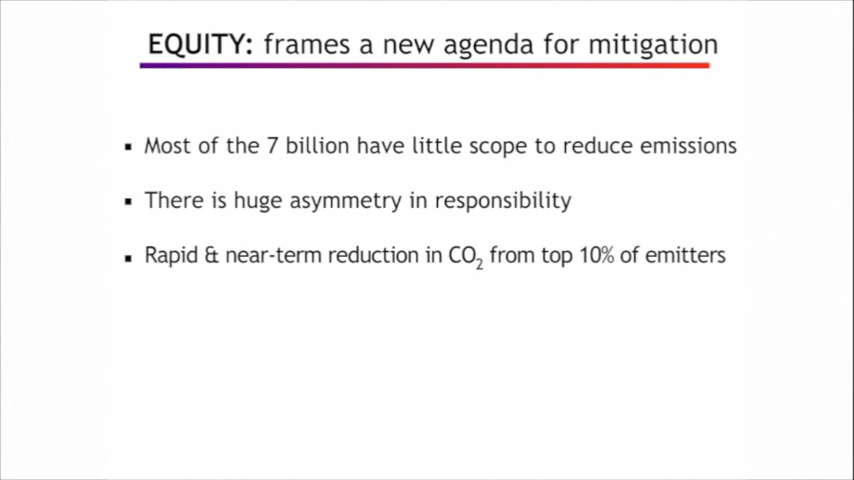 EQUITY: frames a new agenda for mitigation
▪ Most of the 7 billion have little scope to reduce emissions
▪ There is huge asymmetry in responsibility
▪ Rapid & near-term reduction in CO₂ from top 10% of emitters